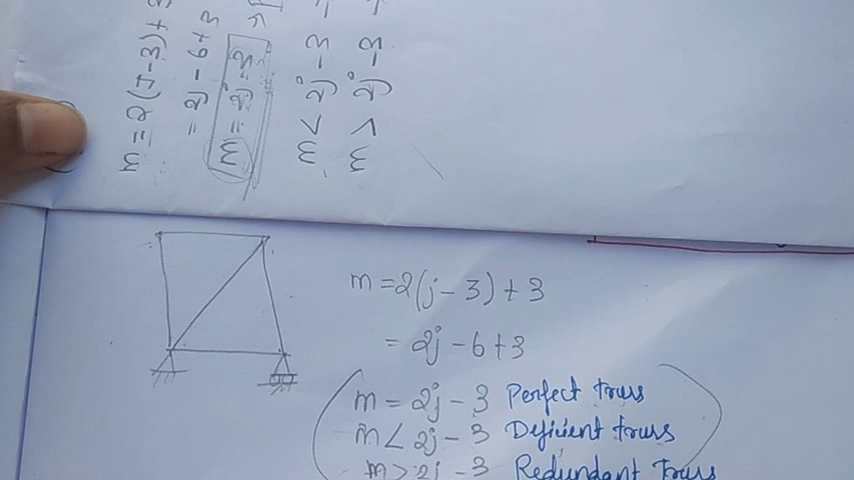 m = 2(J-3)+3
= 2j - 6+3
m = 2j-3
m < 2j - 3
m > 2j - 3
m = 2(j - 3) + 3
= 2j - 6 + 3
m = 2j - 3 Perfect truss
m < 2j - 3 Deficient truss
m > 2j - 3 Redundant Truss